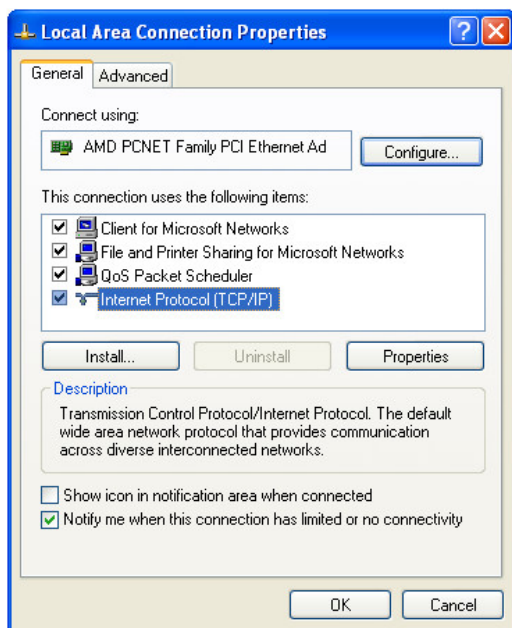 Local Area Connection Properties
General
Advanced
Connect using:
AMD PCNET Family PCI Ethernet Ad
Configure...
This connection uses the following items:
Client for Microsoft Networks
File and Printer Sharing for Microsoft Networks
QoS Packet Scheduler
Internet Protocol (TCP/IP)
Install...
Uninstall
Properties
Description
Transmission Control Protocol/Internet Protocol. The default
wide area network protocol that provides communication
across diverse interconnected networks.
Show icon in notification area when connected
Notify me when this connection has limited or no connectivity
OK
Cancel